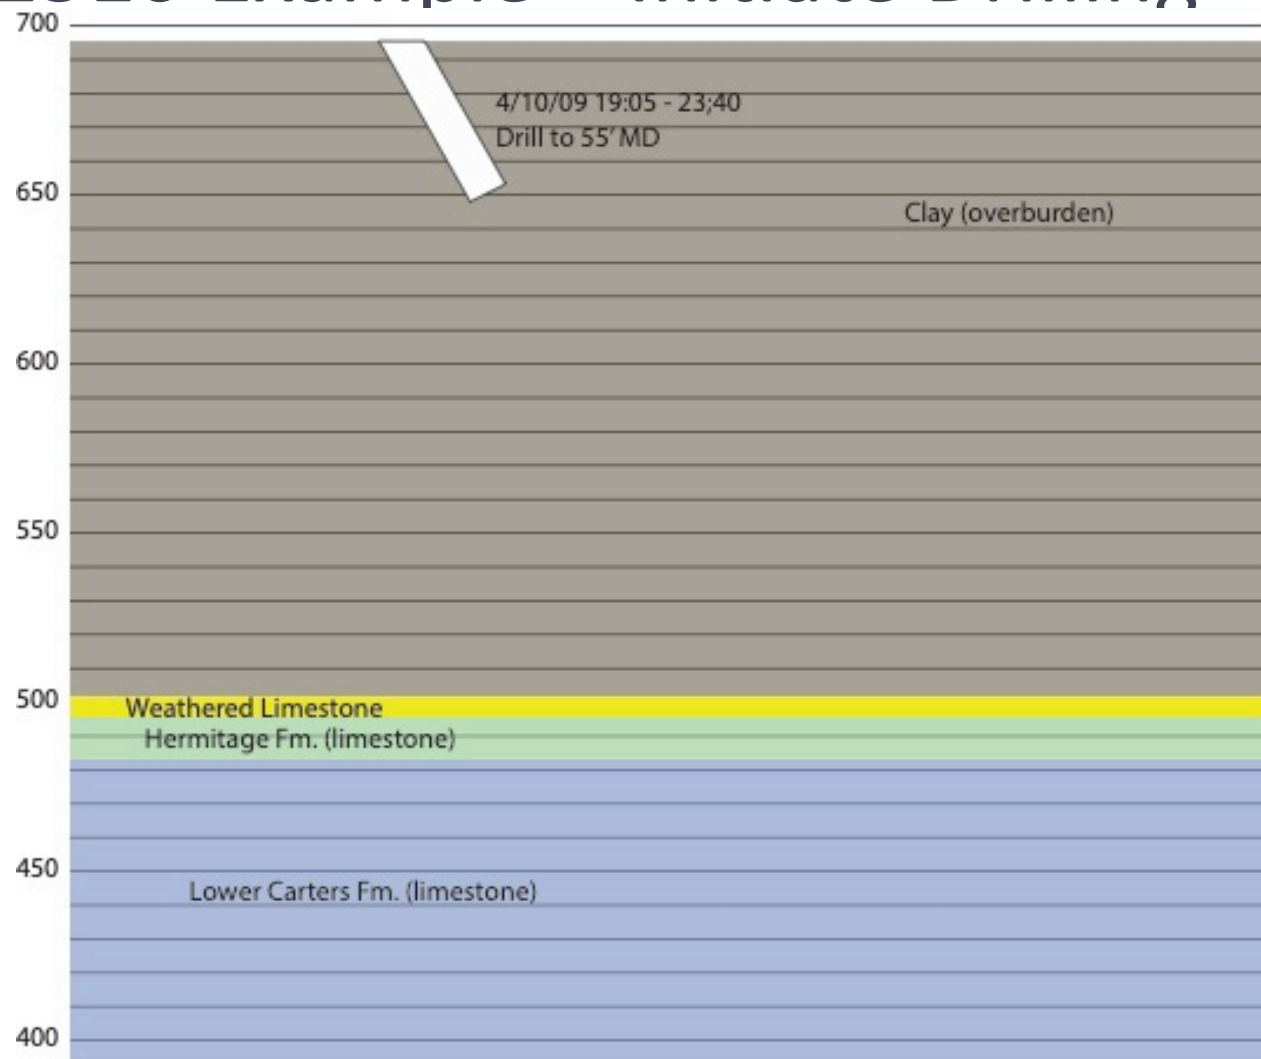 700
4/10/09 19:05 - 23;40
Drill to 55' MD
650
Clay (overburden)
600
550
500
Weathered Limestone
Hermitage Fm. (limestone)
450
Lower Carters Fm. (limestone)
400